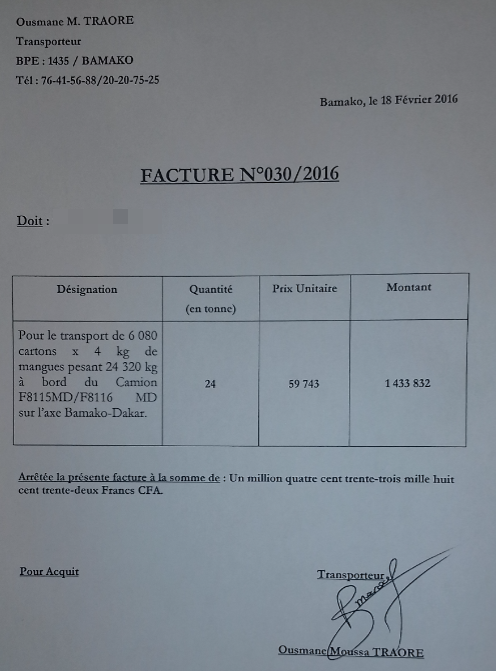 Ousmane M. TRAORE
Transporteur
BPE : 1435 / BAMAKO
Tél : 76-41-56-88/20-20-75-25
Bamako, le 18 Février 2016
FACTURE N°030/2016
Doit :
Désignation
Quantité
(en tonne)
Prix Unitaire
Montant
Pour le transport de 6 080
cartons x 4 kg de
mangues pesant 24 320 kg
à bord du Camion
F8115MD/F8116 MD
sur l'axe Bamako-Dakar.
24
59 743
1 433 832
Arrêtée la présente facture à la somme de : Un million quatre cent trente-trois mille huit
cent trente-deux Francs CFA.
Pour Acquit
Transporteur
Ousmane Moussa TRAORE